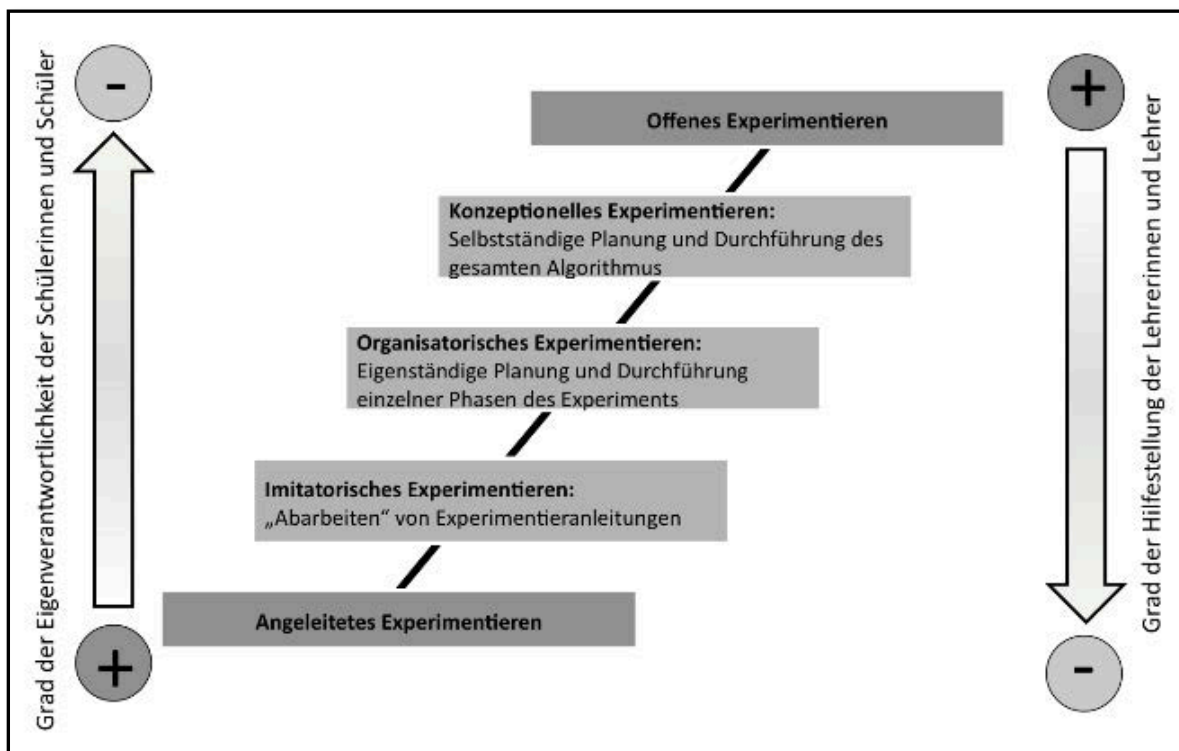 Grad der Eigenverantwortlichkeit der Schülerinnen und Schüler
-
+
Offenes Experimentieren
Konzeptionelles Experimentieren:
Selbstständige Planung und Durchführung des
gesamten Algorithmus
Organisatorisches Experimentieren:
Eigenständige Planung und Durchführung
einzelner Phasen des Experiments
Imitatorisches Experimentieren:
„Abarbeiten“ von Experimentieranleitungen
Angeleitetes Experimentieren
+
-
Grad der Hilfestellung der Lehrerinnen und Lehrer